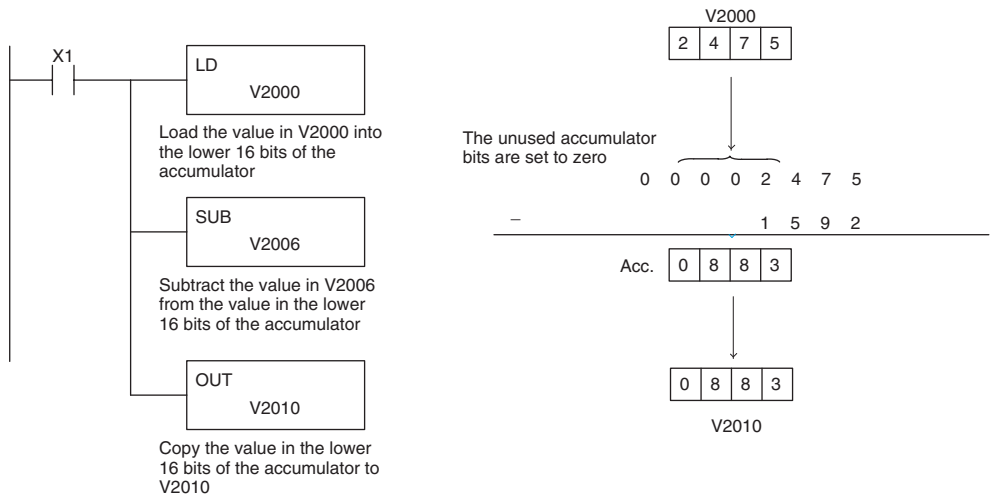 X1
LD
V2000
Load the value in V2000 into
the lower 16 bits of the
accumulator
SUB
V2006
Subtract the value in V2006
from the value in the lower
16 bits of the accumulator
OUT
V2010
Copy the value in the lower
16 bits of the accumulator to
V2010
V2000
2 4 7 5
The unused accumulator
bits are set to zero
0 0 0 0 2 4 7 5
– 1 5 9 2
Acc. 0 8 8 3
0 8 8 3
V2010